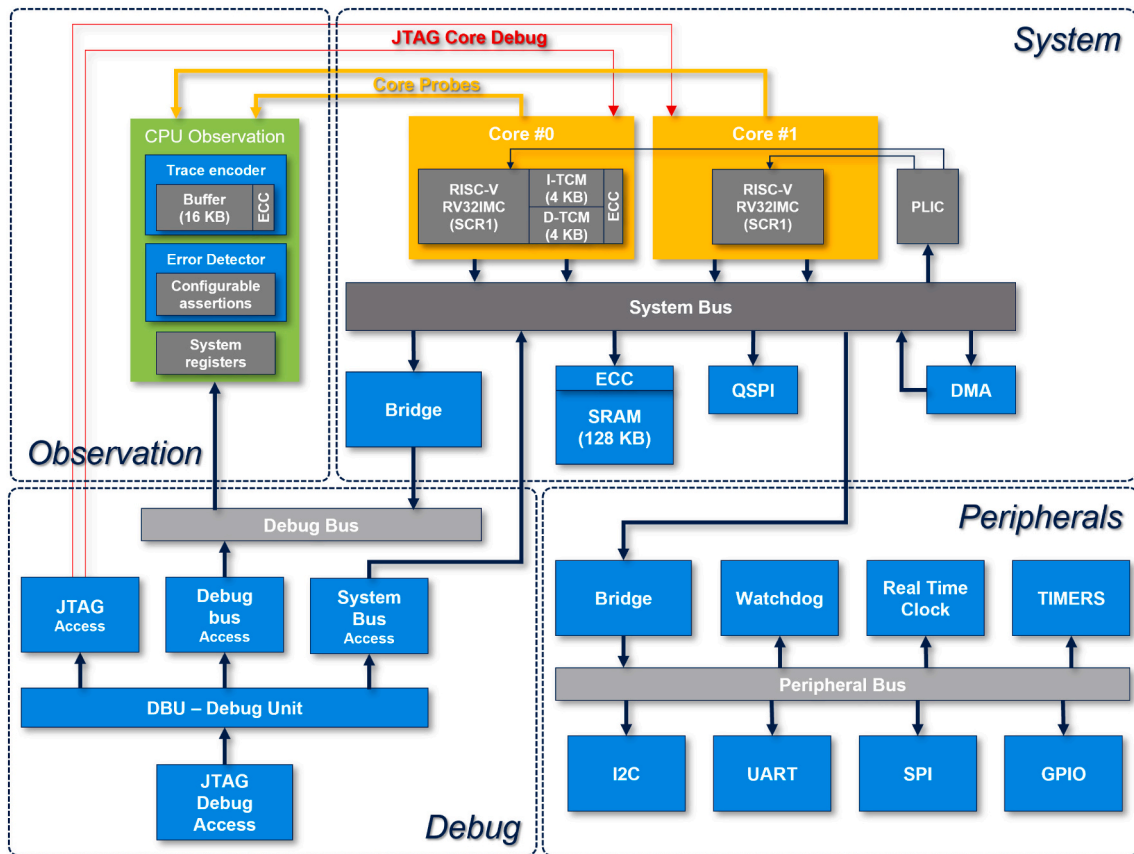 JTAG Core Debug
System
Core Probes
CPU Observation
Trace encoder
Buffer
(16 KB)
ECC
Error Detector
Configurable
assertions
System
registers
Observation
Core #0
RISC-V
RV32IMC
(SCR1)
I-TCM
(4 KB)
D-TCM
(4 KB)
ECC
Core #1
RISC-V
RV32IMC
(SCR1)
PLIC
System Bus
Bridge
ECC
SRAM
(128 KB)
QSPI
DMA
Debug Bus
JTAG
Access
Debug
bus
Access
System
Bus
Access
DBU – Debug Unit
JTAG
Debug
Access
Debug
Peripherals
Bridge
Watchdog
Real Time
Clock
TIMERS
Peripheral Bus
I2C
UART
SPI
GPIO